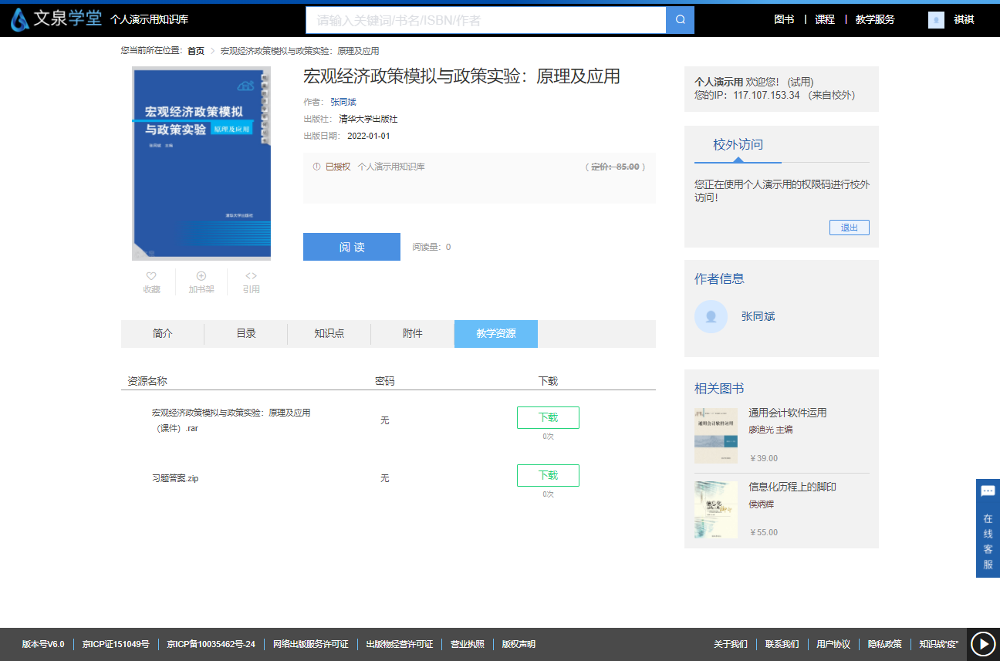 文泉学堂 个人演示用知识库 请输入关键词/书名/ISBN/作者 图书 | 课程 | 教学服务 祺祺
您当前所在位置： 首页 > 宏观经济政策模拟与政策实验：原理及应用
宏观经济政策模拟
与政策实验 原理及应用
张同斌 主编
清华大学出版社
收藏 加书架 引用
宏观经济政策模拟与政策实验：原理及应用
作者： 张同斌
出版社： 清华大学出版社
出版日期： 2022-01-01
已授权 个人演示用知识库 （ 定价：85.00 ）
阅 读 阅读量：0
简介 目录 知识点 附件 教学资源
资源名称 密码 下载
宏观经济政策模拟与政策实验：原理及应用
（课件）.rar 无 下载
0次
习题答案.zip 无 下载
0次
个人演示用 欢迎您！ (试用)
您的IP：117.107.153.34 （来自校外）
校外访问
您正在使用个人演示用的权限码进行校外
访问！
退出
作者信息
张同斌
相关图书
通用会计软件运用
通用会计软件运用
廖迪光 主编
￥39.00
信息化历程上的脚印
侯炳辉
￥55.00
在
线
客
服
版本号V6.0 | 京ICP证151049号 | 京ICP备10035462号-24 | 网络出版服务许可证 | 出版物经营许可证 | 营业执照 | 版权声明 关于我们 | 联系我们 | 用户协议 | 隐私政策 | 知识战“疫”